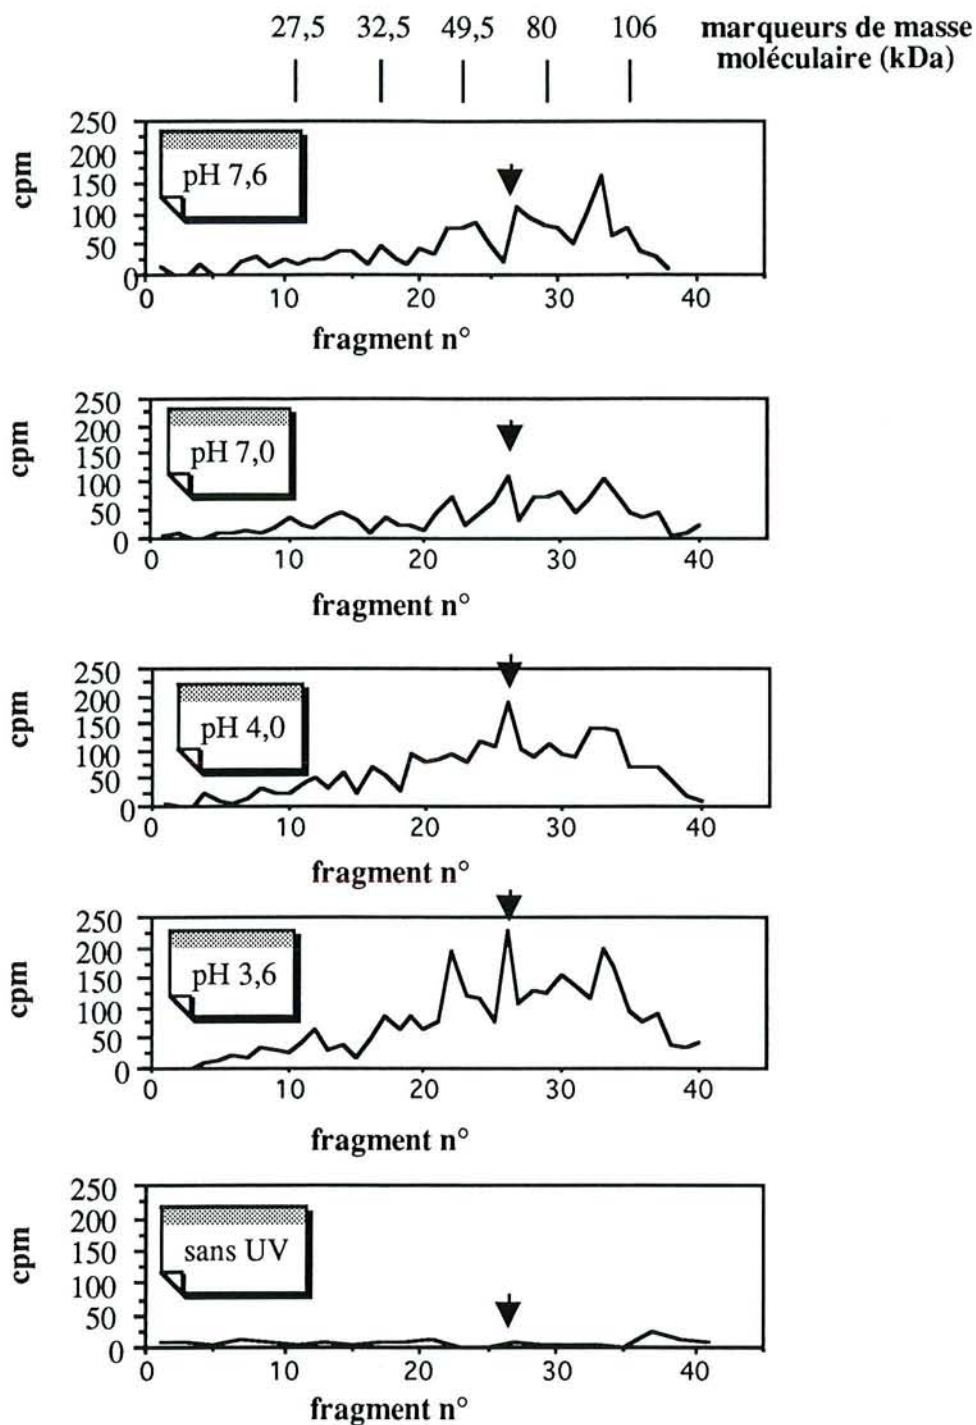 27,5 32,5 49,5 80 106 marqueurs de masse
moléculaire (kDa)
250
200
150
100
50
0
cpm
pH 7,6
0 10 20 30 40
fragment n°
250
200
150
100
50
0
cpm
pH 7,0
0 10 20 30 40
fragment n°
250
200
150
100
50
0
cpm
pH 4,0
0 10 20 30 40
fragment n°
250
200
150
100
50
0
cpm
pH 3,6
0 10 20 30 40
fragment n°
250
200
150
100
50
0
cpm
sans UV
0 10 20 30 40
fragment n°